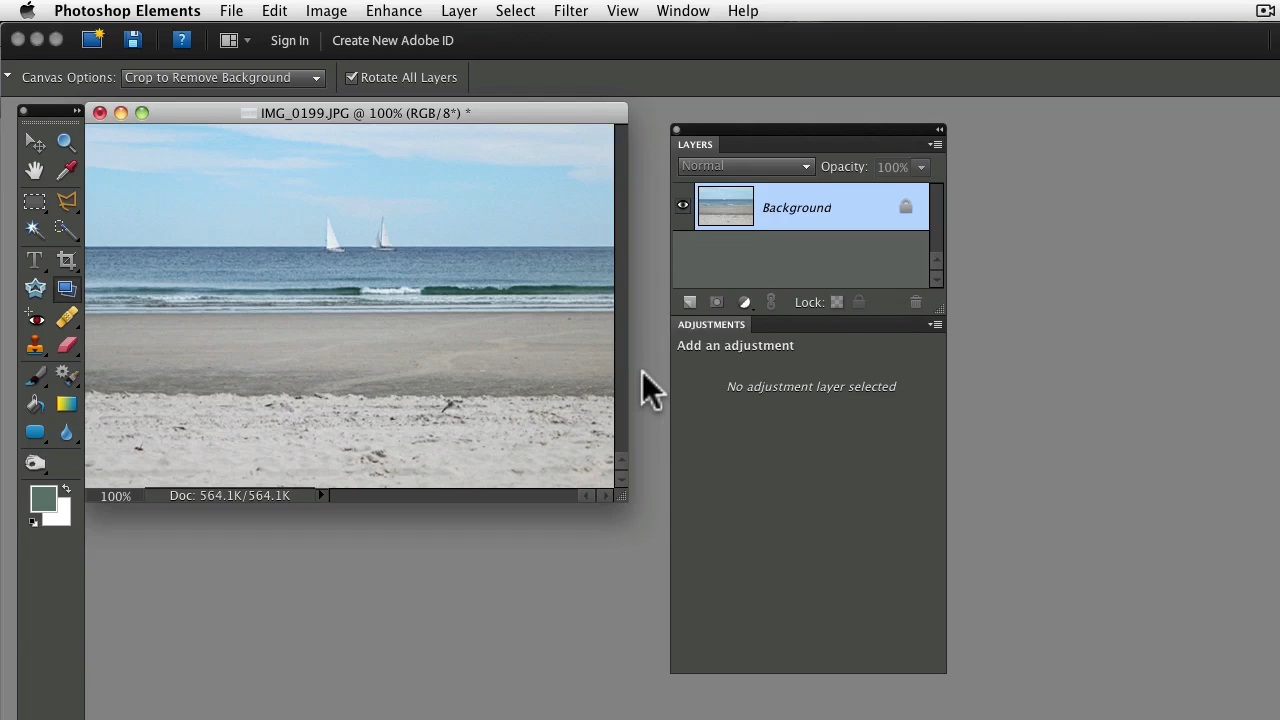 Photoshop Elements File Edit Image Enhance Layer Select Filter View Window Help
? Sign In Create New Adobe ID
Canvas Options: Crop to Remove Background Rotate All Layers
IMG_0199.JPG @ 100% (RGB/8*) *
LAYERS
Normal Opacity: 100%
Background
T
Lock:
ADJUSTMENTS
Add an adjustment
No adjustment layer selected
100% Doc: 564.1K/564.1K